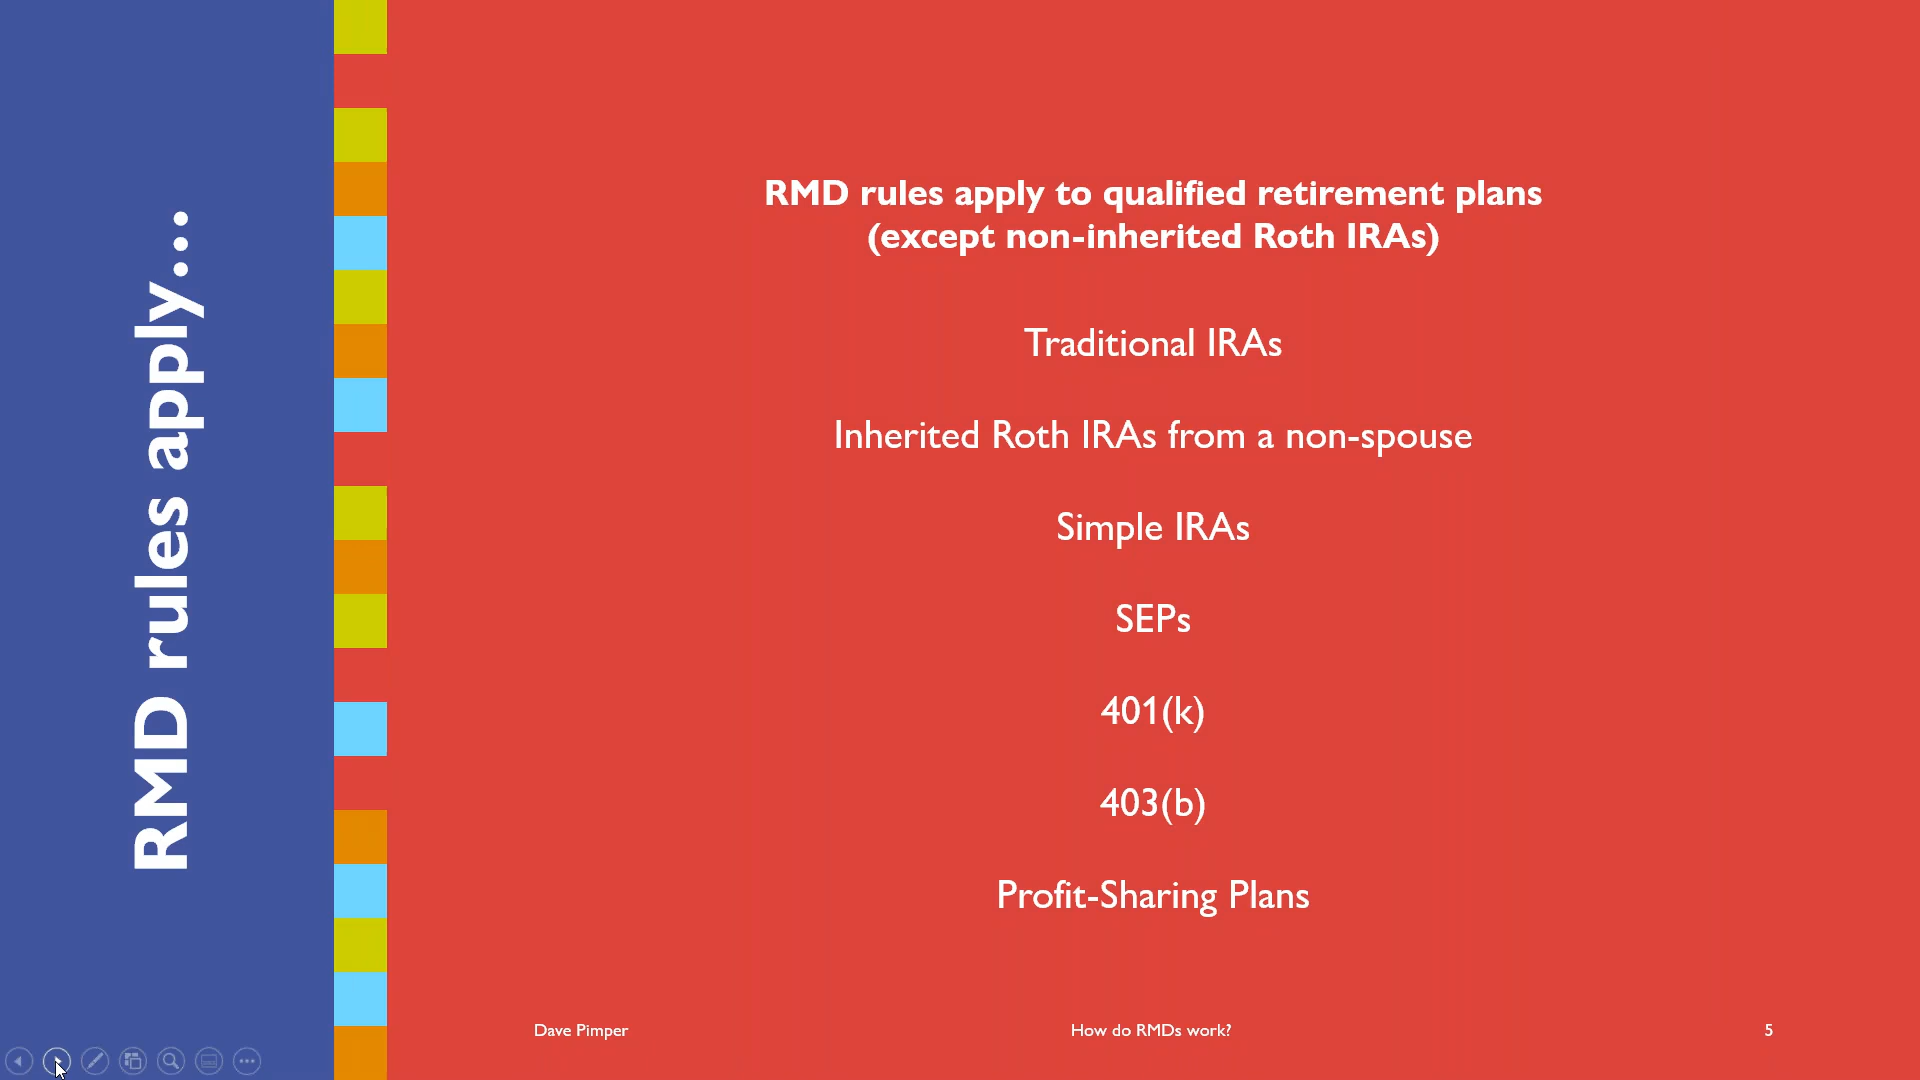 RMD rules apply...
RMD rules apply to qualified retirement plans
(except non-inherited Roth IRAs)
Traditional IRAs
Inherited Roth IRAs from a non-spouse
Simple IRAs
SEPs
401(k)
403(b)
Profit-Sharing Plans
Dave Pimper
How do RMDs work?
5